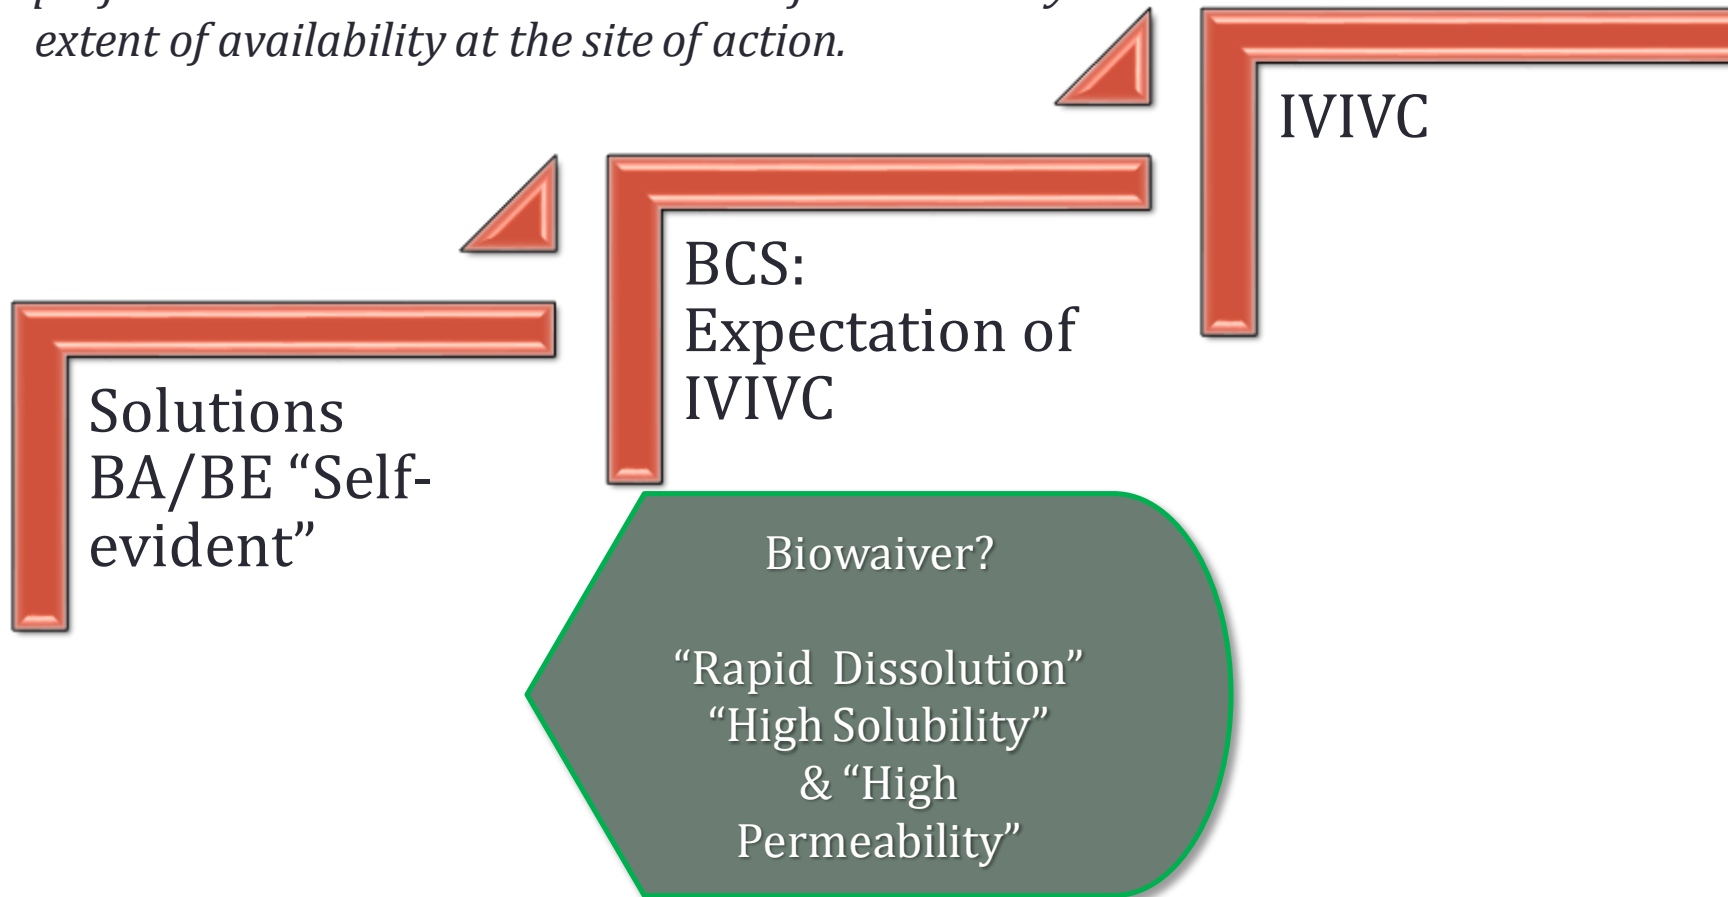 extent of availability at the site of action.
IVIVC
BCS:
Expectation of
IVIVC
Solutions
BA/BE “Self-
evident”
Biowaiver?
“Rapid Dissolution”
“High Solubility”
& “High
Permeability”